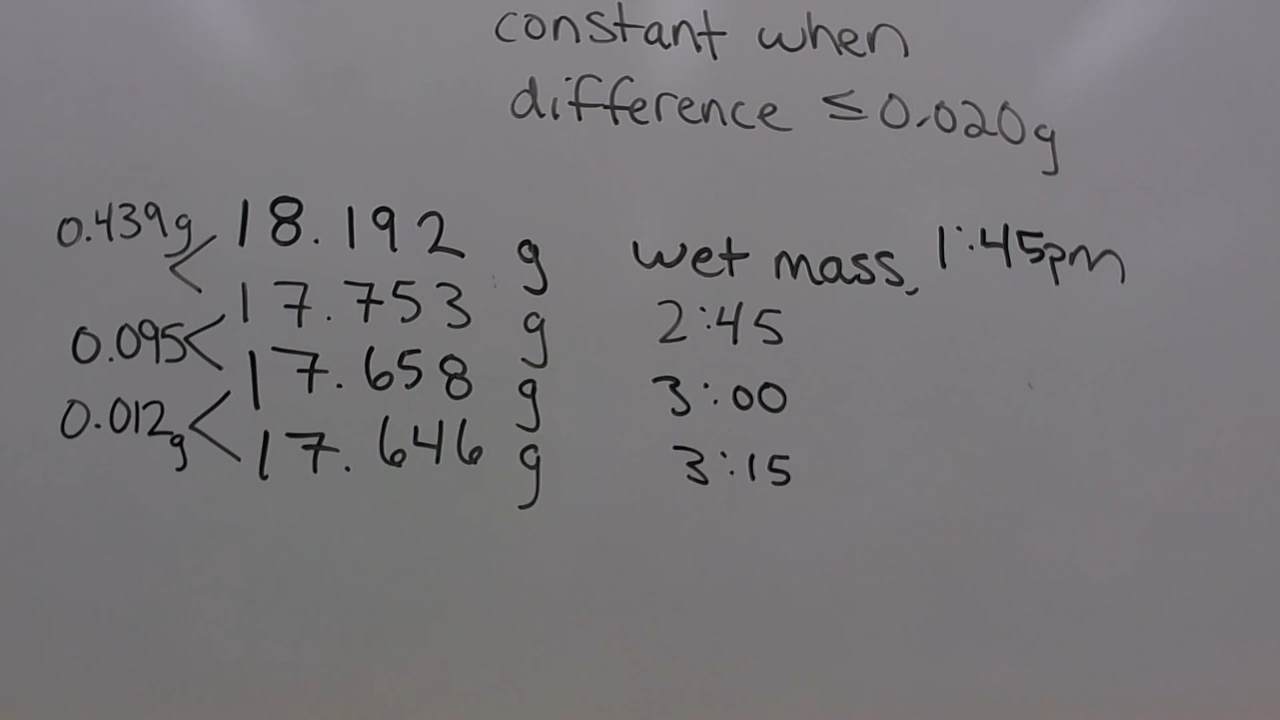 constant when
difference ≤0.020g
0.439g < 18.192 g wet mass, 1:45pm
0.095 < 17.753 g 2:45
17.658 g 3:00
0.012g < 17.646 g 3:15